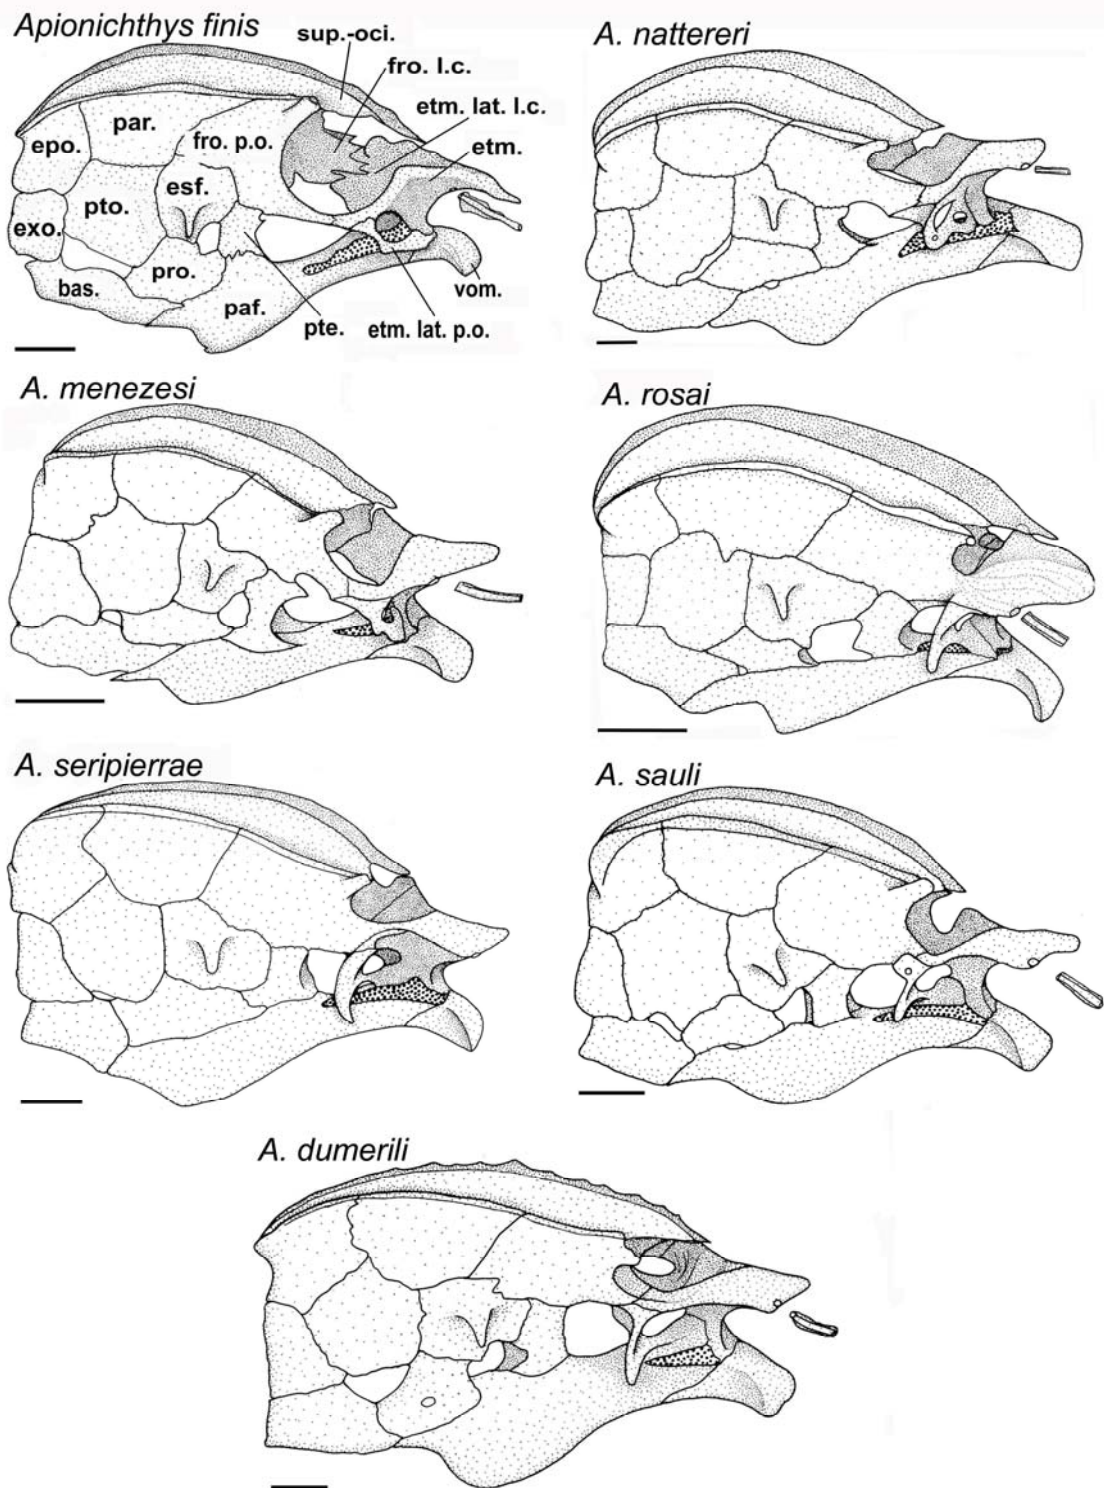 Apionichthys finis
A. nattereri
sup.-oci.
fro. l.c.
etm. lat. l.c.
etm.
par.
epo.
fro. p.o.
esf.
pto.
exo.
pro.
bas.
paf.
pte.
etm. lat. p.o.
vom.
A. menezesi
A. rosai
A. seripierrae
A. sauli
A. dumerili